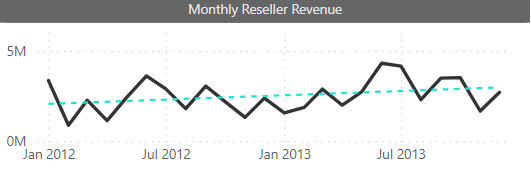 Monthly Reseller Revenue
5M
0M
Jan 2012 Jul 2012 Jan 2013 Jul 2013